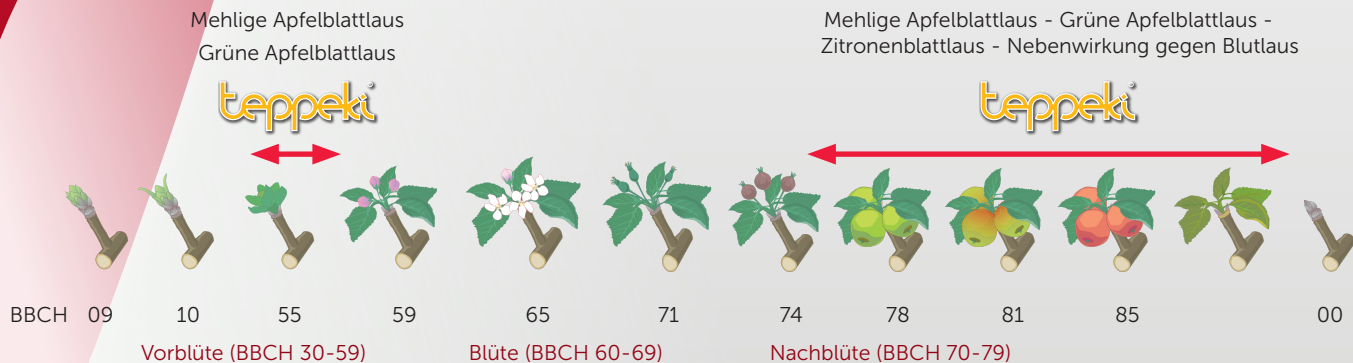 Mehlige Apfelblattlaus
Grüne Apfelblattlaus
teppeki®
Mehlige Apfelblattlaus - Grüne Apfelblattlaus -
Zitronenblattlaus - Nebenwirkung gegen Blutlaus
teppeki®
BBCH 09 10 55 59 65 71 74 78 81 85 00
Vorblüte (BBCH 30-59) Blüte (BBCH 60-69) Nachblüte (BBCH 70-79)